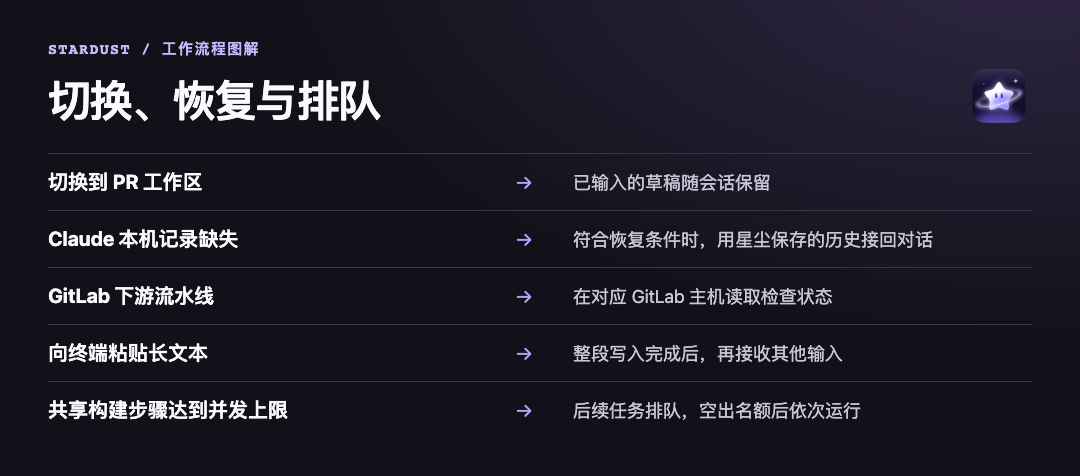 STARDUST / 工作流程图解
切换、恢复与排队
切换到 PR 工作区 → 已输入的草稿随会话保留
Claude 本机记录缺失 → 符合恢复条件时，用星尘保存的历史接回对话
GitLab 下游流水线 → 在对应 GitLab 主机读取检查状态
向终端粘贴长文本 → 整段写入完成后，再接收其他输入
共享构建步骤达到并发上限 → 后续任务排队，空出名额后依次运行